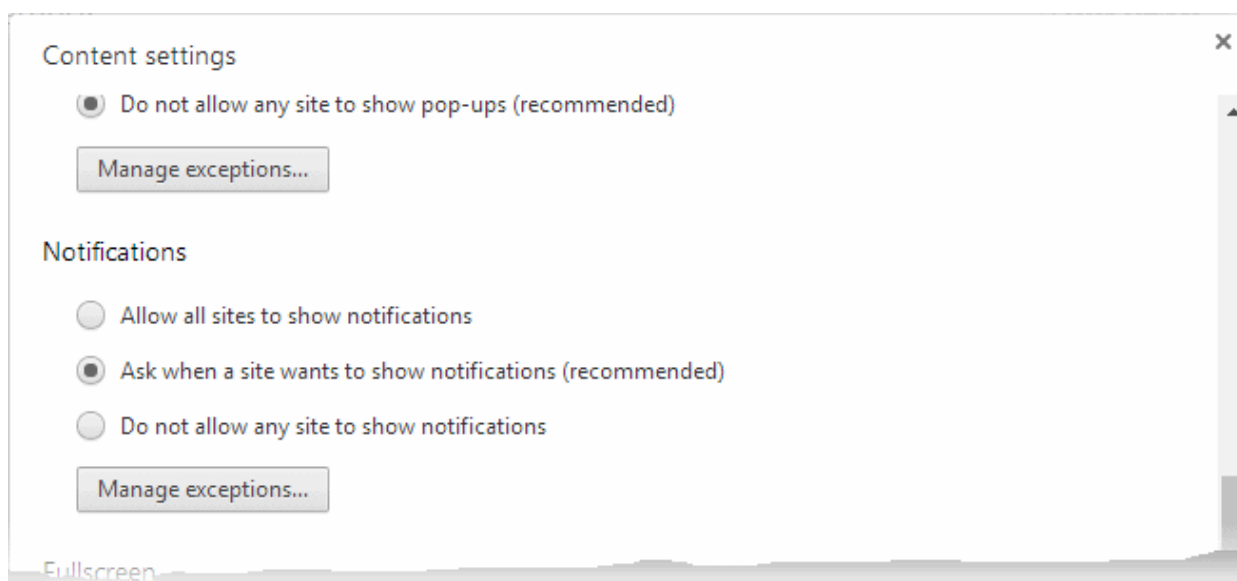 Content settings
Do not allow any site to show pop-ups (recommended)
Manage exceptions...
Notifications
Allow all sites to show notifications
Ask when a site wants to show notifications (recommended)
Do not allow any site to show notifications
Manage exceptions...
Fullscreen